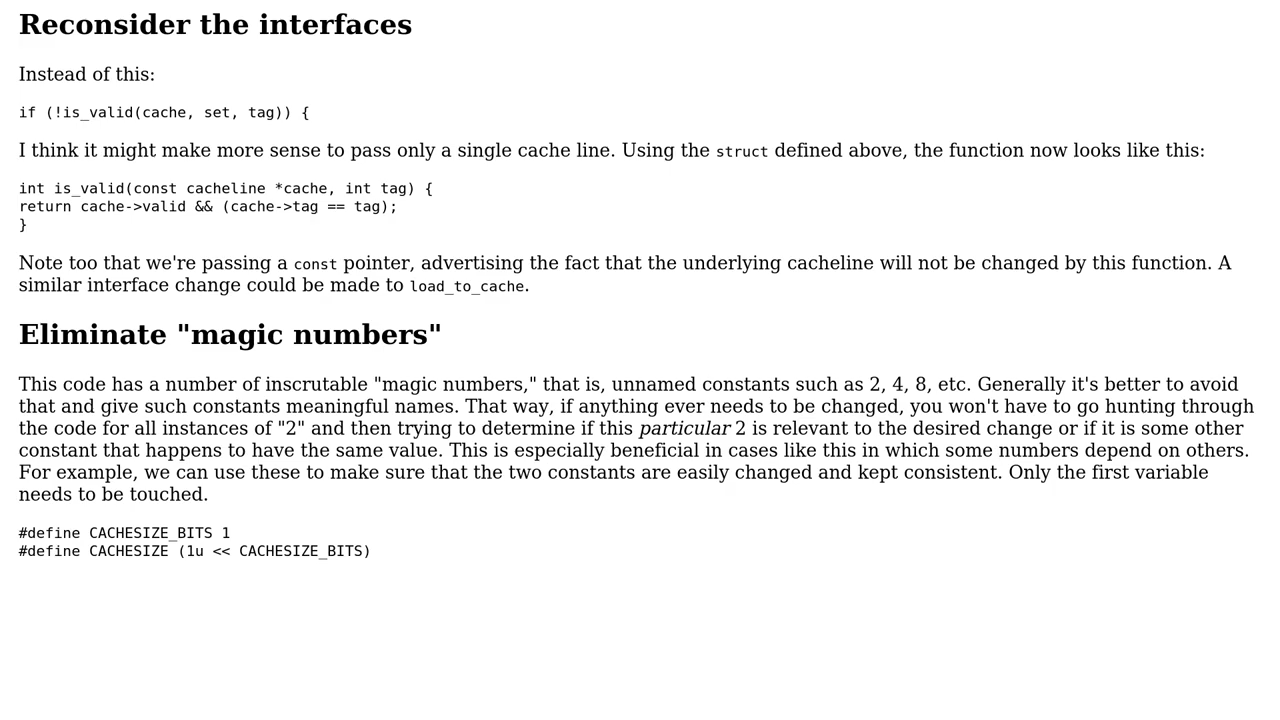 Reconsider the interfaces
Instead of this:
if (!is_valid(cache, set, tag)) {
I think it might make more sense to pass only a single cache line. Using the struct defined above, the function now looks like this:
int is_valid(const cacheline *cache, int tag) {
return cache->valid && (cache->tag == tag);
}
Note too that we're passing a const pointer, advertising the fact that the underlying cacheline will not be changed by this function. A
similar interface change could be made to load_to_cache.
Eliminate "magic numbers"
This code has a number of inscrutable "magic numbers," that is, unnamed constants such as 2, 4, 8, etc. Generally it's better to avoid
that and give such constants meaningful names. That way, if anything ever needs to be changed, you won't have to go hunting through
the code for all instances of "2" and then trying to determine if this particular 2 is relevant to the desired change or if it is some other
constant that happens to have the same value. This is especially beneficial in cases like this in which some numbers depend on others.
For example, we can use these to make sure that the two constants are easily changed and kept consistent. Only the first variable
needs to be touched.
#define CACHESIZE_BITS 1
#define CACHESIZE (1u << CACHESIZE_BITS)